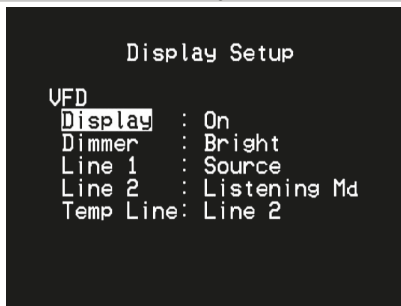 Display Setup
VFD
Display : On
Dimmer : Bright
Line 1 : Source
Line 2 : Listening Md
Temp Line: Line 2